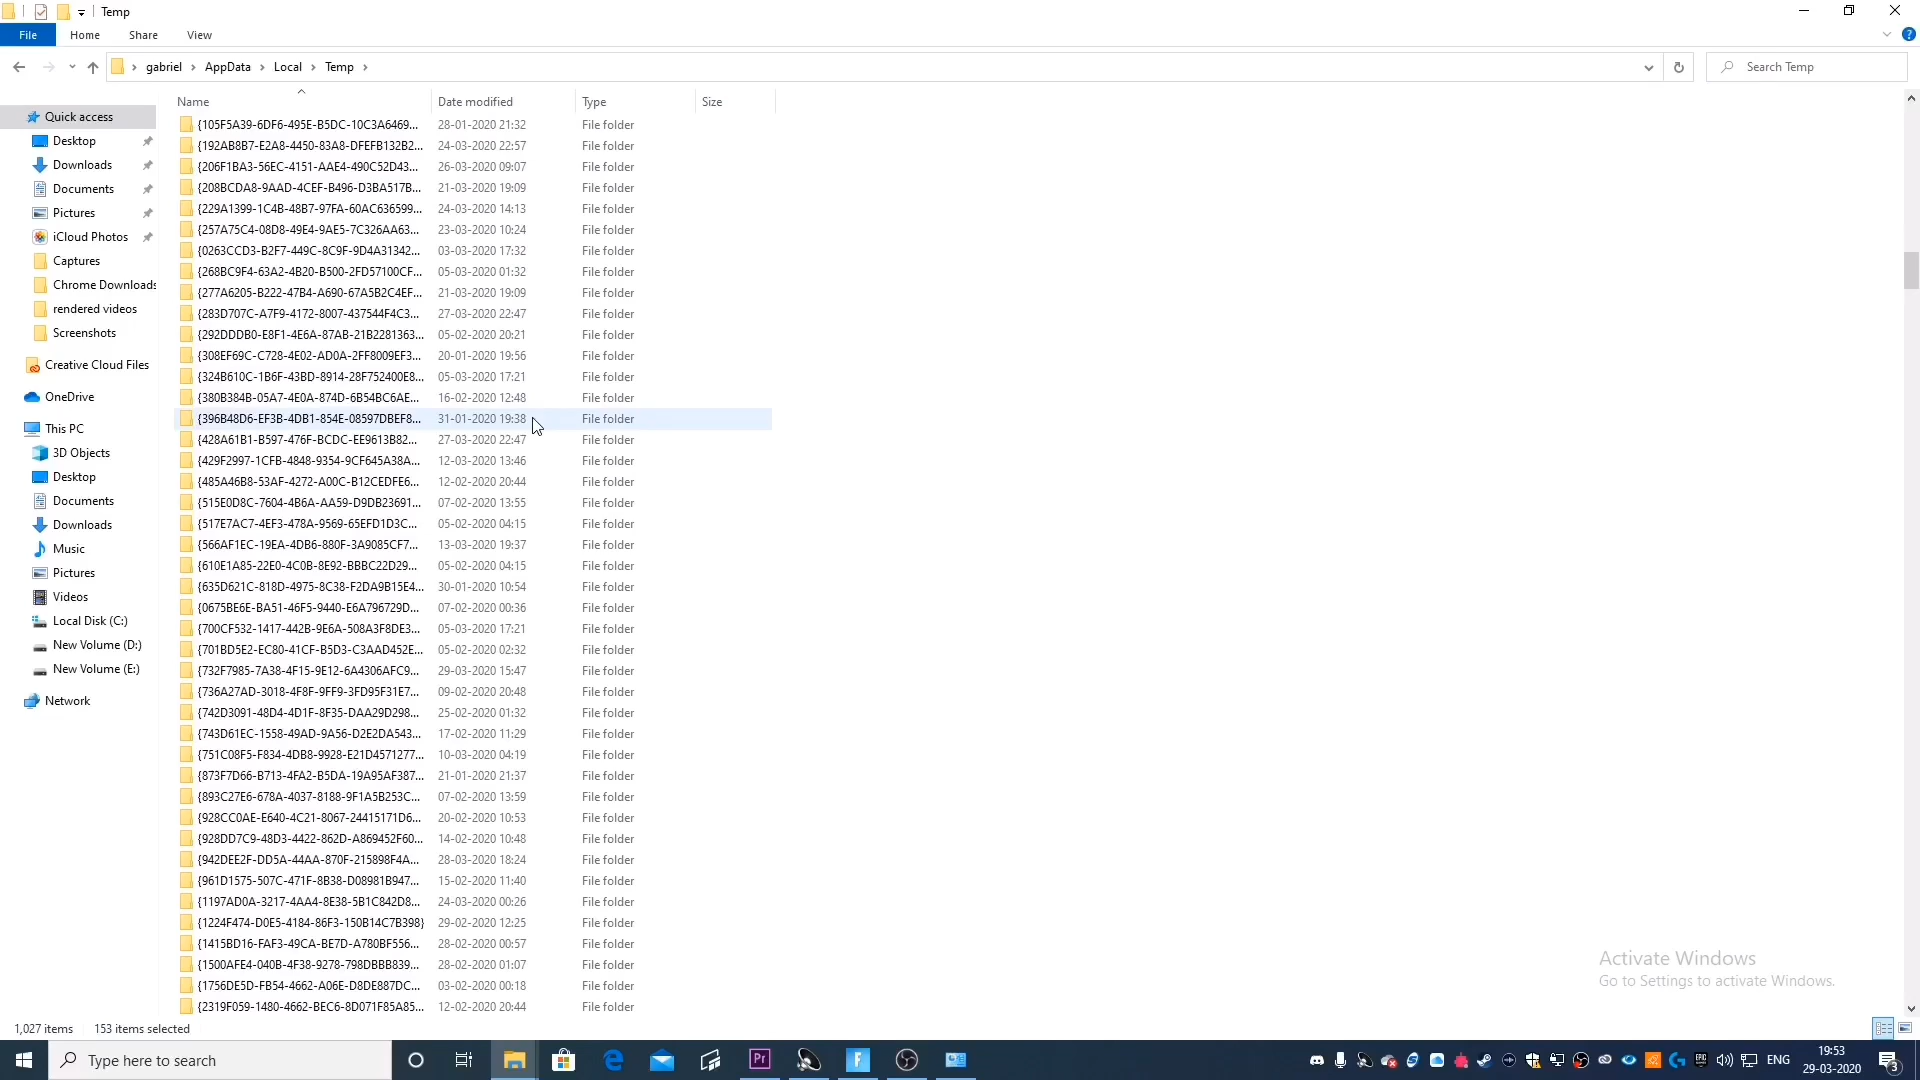 Temp
File Home Share View
gabriel AppData Local Temp
Search Temp
Name Date modified Type Size
Quick access
Desktop
Downloads
Documents
Pictures
iCloud Photos
Captures
Chrome Downloads
rendered videos
Screenshots
Creative Cloud Files
OneDrive
This PC
3D Objects
Desktop
Documents
Downloads
Music
Pictures
Videos
Local Disk (C:)
New Volume (D:)
New Volume (E:)
Network
{105F5A39-6DF6-495E-B5DC-10C3A6469... 28-01-2020 21:32 File folder
{192AB8B7-E2A8-4450-83A8-DFEFB132B2... 24-03-2020 22:57 File folder
{206F1BA3-56EC-4151-AAE4-490C52D43... 26-03-2020 09:07 File folder
{208BCDA8-9AAD-4CEF-B496-D3BA517B... 21-03-2020 19:09 File folder
{229A1399-1C4B-48B7-97FA-60AC636599... 24-03-2020 14:13 File folder
{257A75C4-08D8-49E4-9AE5-7C326AA63... 23-03-2020 10:24 File folder
{0263CCD3-B2F7-449C-8C9F-9D4A31342... 03-03-2020 17:32 File folder
{268BC9F4-63A2-4B20-B500-2FD57100CF... 05-03-2020 01:32 File folder
{277A6205-B222-47B4-A690-67A5B2C4EF... 21-03-2020 19:09 File folder
{283D707C-A7F9-4172-8007-437544F4C3... 27-03-2020 22:47 File folder
{292DDDB0-E8F1-4E6A-87AB-21B2281363... 05-02-2020 20:21 File folder
{308EF69C-C728-4E02-AD0A-2FF8009EF3... 20-01-2020 19:56 File folder
{324B610C-1B6F-43BD-8914-28F752400E8... 05-03-2020 17:21 File folder
{380B384B-05A7-4E0A-874D-6B54BC6AE... 16-02-2020 12:48 File folder
{396B48D6-EF3B-4DB1-854E-08597DBEF8... 31-01-2020 19:38 File folder
{428A61B1-B597-476F-BCDC-EE9613B82... 27-03-2020 22:47 File folder
{429F2997-1CFB-4848-9354-9CF645A38A... 12-03-2020 13:46 File folder
{485A46B8-53AF-4272-A00C-B12CEDFE6... 12-02-2020 20:44 File folder
{515E0D8C-7604-4B6A-AA59-D9DB23691... 07-02-2020 13:55 File folder
{517E7AC7-4EF3-478A-9569-65EFD1D3C... 05-02-2020 04:15 File folder
{566AF1EC-19EA-4DB6-880F-3A9085CF7... 13-03-2020 19:37 File folder
{610E1A85-22E0-4C0B-8E92-BBBC22D29... 05-02-2020 04:15 File folder
{635D621C-818D-4975-8C38-F2DA9B15E4... 30-01-2020 10:54 File folder
{0675BE6E-BA51-46F5-9440-E6A796729D... 07-02-2020 00:36 File folder
{700CF532-1417-442B-9E6A-508A3F8DE3... 05-03-2020 17:21 File folder
{701BD5E2-EC80-41CF-B5D3-C3AAD452E... 05-02-2020 02:32 File folder
{732F7985-7A38-4F15-9E12-6A4306AFC9... 29-03-2020 15:47 File folder
{736A27AD-3018-4F8F-9FF9-3FD95F31E7... 09-02-2020 20:48 File folder
{742D3091-48D4-4D1F-8F35-DAA29D298... 25-02-2020 01:32 File folder
{743D61EC-1558-49AD-9A56-D2E2DA543... 17-02-2020 11:29 File folder
{751C08F5-F834-4DB8-9928-E21D4571277... 10-03-2020 04:19 File folder
{873F7D66-B713-4FA2-B5DA-19A95AF387... 21-01-2020 21:37 File folder
{893C27E6-678A-4037-8188-9F1A5B253C... 07-02-2020 13:59 File folder
{928CC0AE-E640-4C21-8067-24415171D6... 20-02-2020 10:53 File folder
{928DD7C9-48D3-4422-862D-A869452F60... 14-02-2020 10:48 File folder
{942DEE2F-DD5A-44AA-870F-215898F4A... 28-03-2020 18:24 File folder
{961D1575-507C-471F-8B38-D08981B947... 15-02-2020 11:40 File folder
{1197AD0A-3217-4AA4-8E38-5B1C842D8... 24-03-2020 00:26 File folder
{1224F474-D0E5-4184-86F3-150B14C7B398} 29-02-2020 12:25 File folder
{1415BD16-FAF3-49CA-BE7D-A780BF556... 28-02-2020 00:57 File folder
{1500AFE4-040B-4F38-9278-798DBBB839... 28-02-2020 01:07 File folder
{1756DE5D-FB54-4662-A06E-D8DE887DC... 03-02-2020 00:18 File folder
{2319F059-1480-4662-BEC6-8D071F85A85... 12-02-2020 20:44 File folder
Activate Windows
Go to Settings to activate Windows.
1,027 items 153 items selected
Type here to search
Pr
ENG
19:53
29-03-2020
3